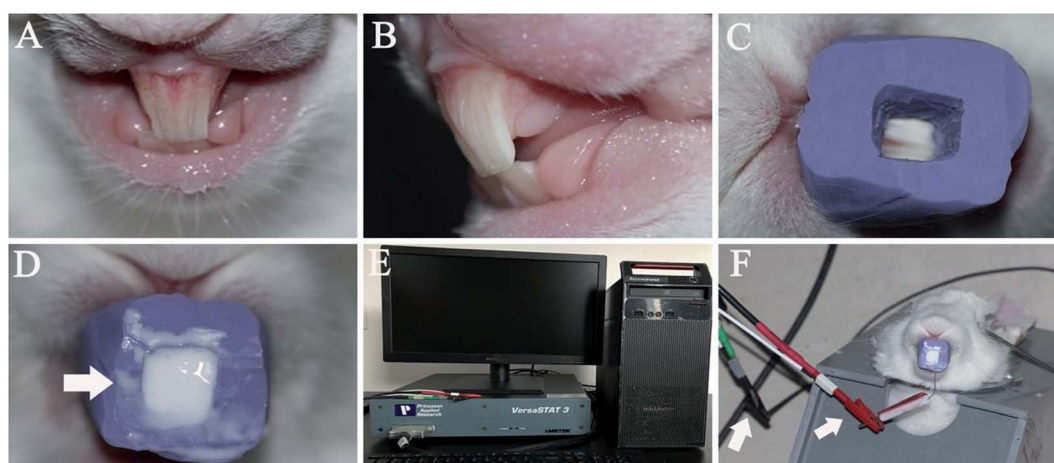 A
B
C
D
E
Princeton
Applied
Research
VersaSTAT 3
AMETEK
Lenovo
F